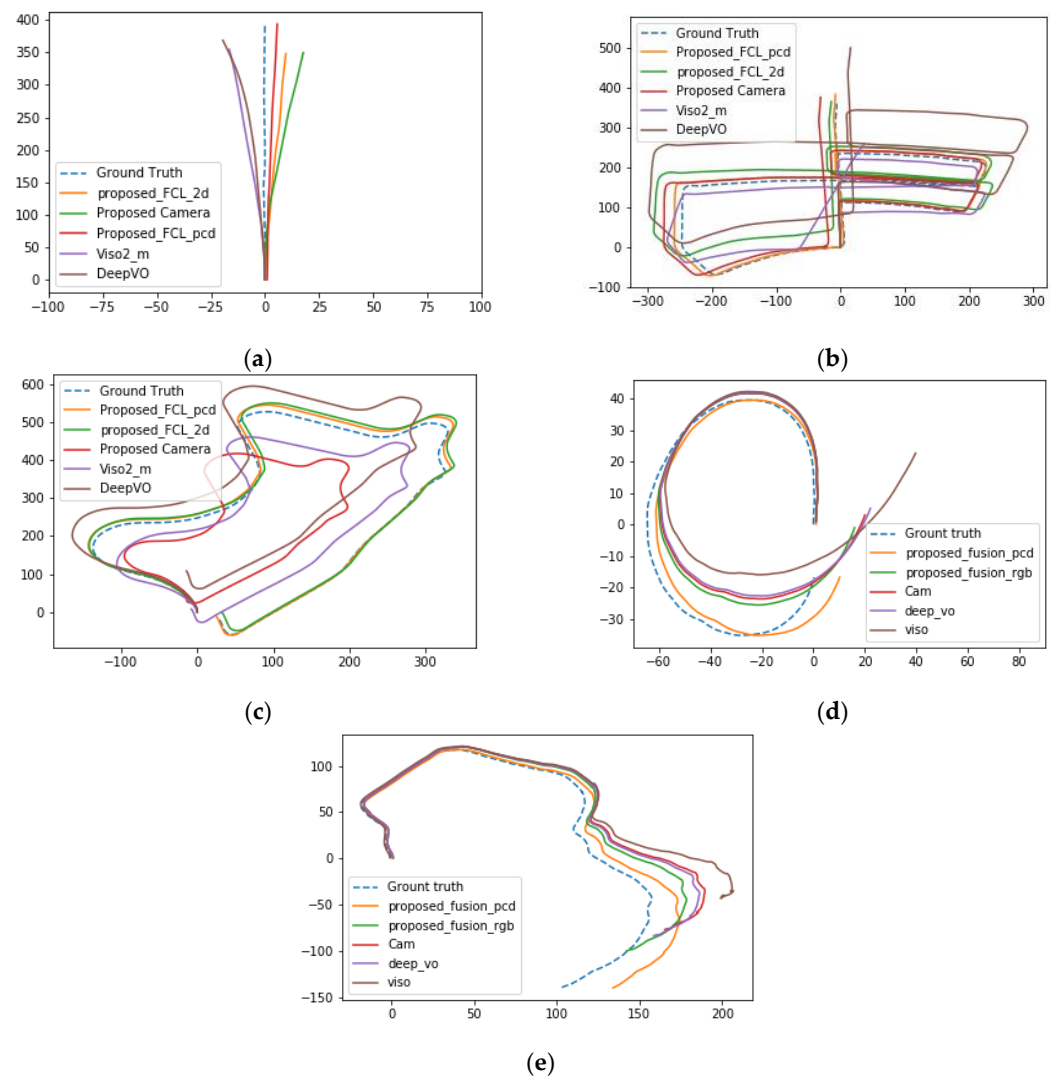 400
350
300
250
200
150
100
50
0
Ground Truth
proposed_FCL_2d
Proposed Camera
Proposed_FCL_pcd
Viso2_m
DeepVO
−100 −75 −50 −25 0 25 50 75 100
(a)
500
400
300
200
100
0
−100
Ground Truth
Proposed_FCL_pcd
proposed_FCL_2d
Proposed Camera
Viso2_m
DeepVO
−300 −200 −100 0 100 200 300
(b)
600
500
400
300
200
100
0
Ground Truth
Proposed_FCL_pcd
proposed_FCL_2d
Proposed Camera
Viso2_m
DeepVO
−100 0 100 200 300
(c)
40
30
20
10
0
−10
−20
−30
Grount truth
proposed_fusion_pcd
proposed_fusion_rgb
Cam
deep_vo
viso
−60 −40 −20 0 20 40 60 80
(d)
100
50
0
−50
−100
−150
Grount truth
proposed_fusion_pcd
proposed_fusion_rgb
Cam
deep_vo
viso
0 50 100 150 200
(e)